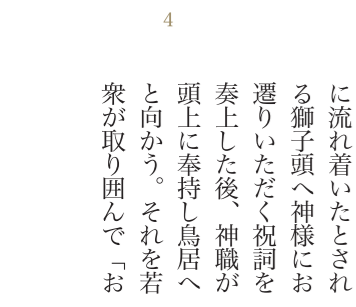 4
に流れ着いたとされ
る獅子頭へ神様にお
遷りいただく祝詞を
奏上した後、神職が
頭上に奉持し鳥居へ
と向かう。それを若
衆が取り囲んで「お